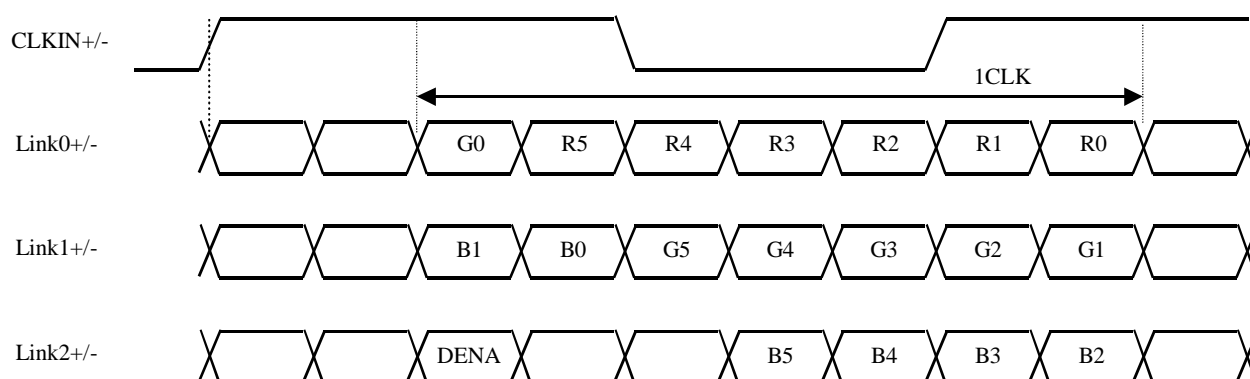 CLKIN+/-
1CLK
Link0+/- G0 R5 R4 R3 R2 R1 R0
Link1+/- B1 B0 G5 G4 G3 G2 G1
Link2+/- DENA B5 B4 B3 B2